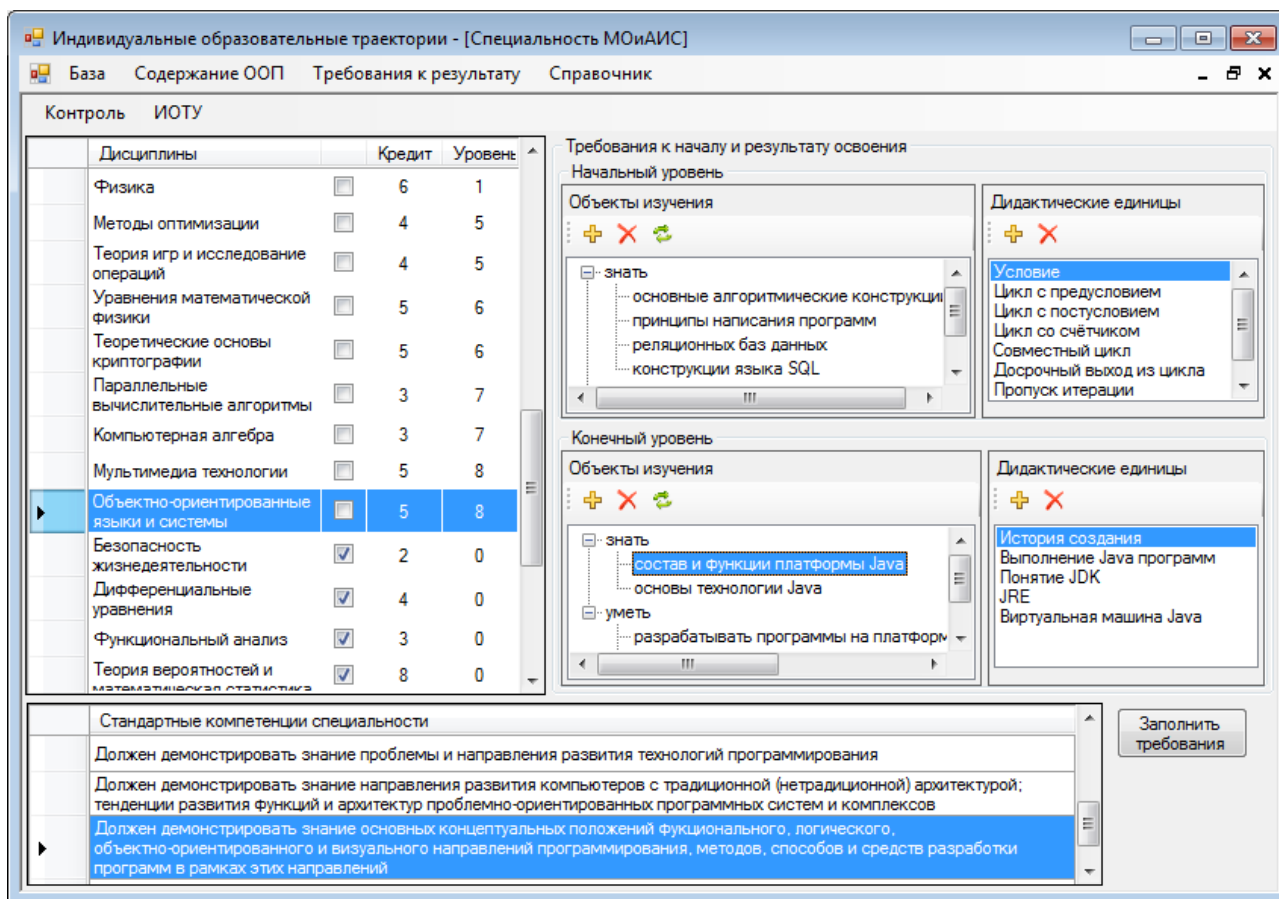 Индивидуальные образовательные траектории - [Специальность МОиАИС]
База Содержание ООП Требования к результату Справочник
Контроль ИОТУ
Дисциплины Кредит Уровень
Физика 6 1
Методы оптимизации 4 5
Теория игр и исследование
операций 4 5
Уравнения математической
физики 5 6
Теоретические основы
криптографии 5 6
Параллельные
вычислительные алгоритмы 3 7
Компьютерная алгебра 3 7
Мультимедиа технологии 5 8
Объектно-ориентированные
языки и системы 5 8
Безопасность
жизнедеятельности 2 0
Дифференциальные
уравнения 4 0
Функциональный анализ 3 0
Теория вероятностей и
математическая статистика 8 0
Требования к началу и результату освоения
Начальный уровень
Объекты изучения
знать
основные алгоритмические конструкции
принципы написания программ
реляционных баз данных
конструкции языка SQL
Дидактические единицы
Условие
Цикл с предусловием
Цикл с постусловием
Цикл со счётчиком
Совместный цикл
Досрочный выход из цикла
Пропуск итерации
Конечный уровень
Объекты изучения
знать
состав и функции платформы Java
основы технологии Java
уметь
разрабатывать программы на платформ
Дидактические единицы
История создания
Выполнение Java программ
Понятие JDK
JRE
Виртуальная машина Java
Стандартные компетенции специальности
Должен демонстрировать знание проблемы и направления развития технологий программирования
Должен демонстрировать знание направления развития компьютеров с традиционной (нетрадиционной) архитектурой;
тенденции развития функций и архитектур проблемно-ориентированных программных систем и комплексов
Должен демонстрировать знание основных концептуальных положений фукционального, логического,
объектно-ориентированного и визуального направлений программирования, методов, способов и средств разработки
программ в рамках этих направлений
Заполнить
требования